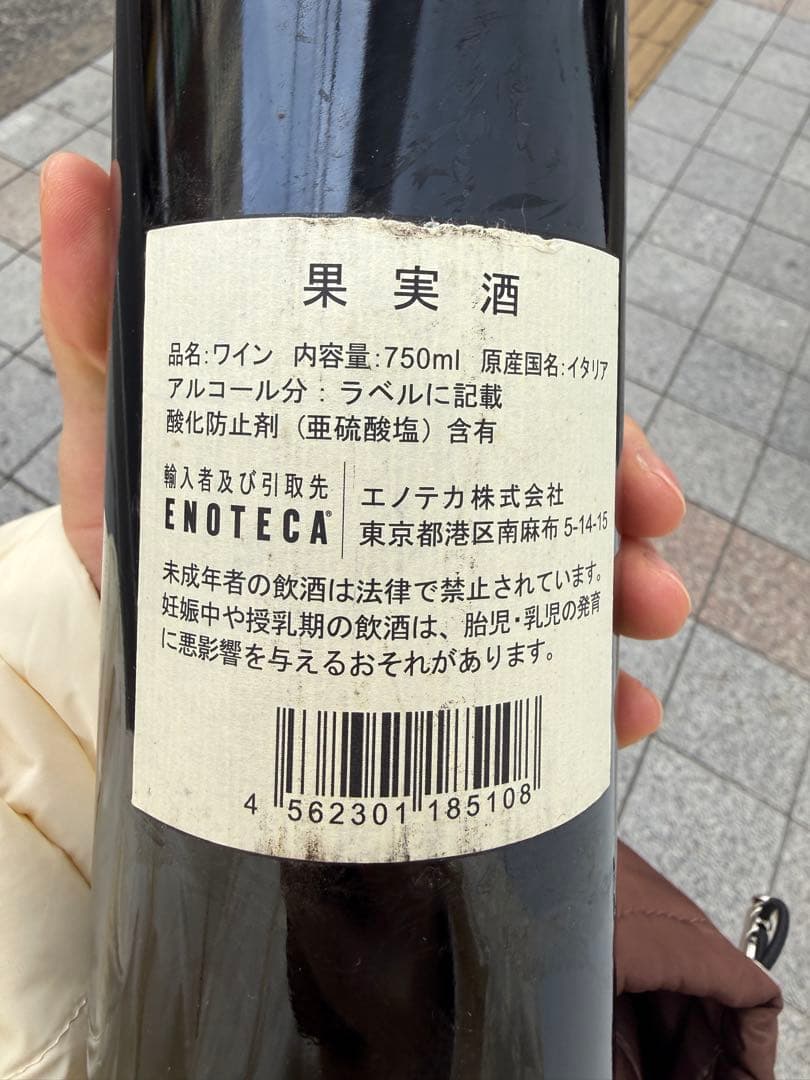 果実酒
品名:ワイン 内容量:750ml 原産国名:イタリア
アルコール分：ラベルに記載
酸化防止剤（亜硫酸塩）含有
輸入者及び引取先
ENOTECA®
エノテカ株式会社
東京都港区南麻布5-14-15
未成年者の飲酒は法律で禁止されています。
妊娠中や授乳期の飲酒は、胎児・乳児の発育
に悪影響を与えるおそれがあります。
4 562301 185108